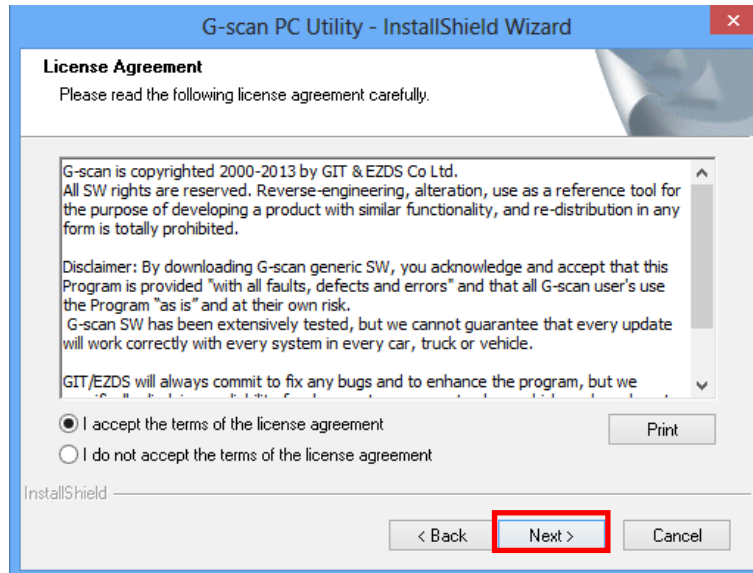 G-scan PC Utility - InstallShield Wizard
×
License Agreement
Please read the following license agreement carefully.
G-scan is copyrighted 2000-2013 by GIT & EZDS Co Ltd.
All SW rights are reserved. Reverse-engineering, alteration, use as a reference tool for
the purpose of developing a product with similar functionality, and re-distribution in any
form is totally prohibited.
Disclaimer: By downloading G-scan generic SW, you acknowledge and accept that this
Program is provided "with all faults, defects and errors" and that all G-scan user's use
the Program “as is” and at their own risk.
G-scan SW has been extensively tested, but we cannot guarantee that every update
will work correctly with every system in every car, truck or vehicle.
GIT/EZDS will always commit to fix any bugs and to enhance the program, but we
I accept the terms of the license agreement
Print
I do not accept the terms of the license agreement
InstallShield
< Back
Next >
Cancel